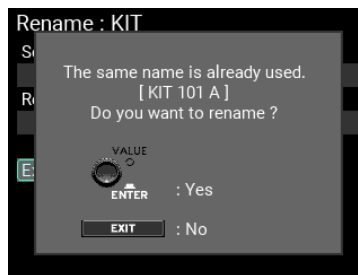 Rename : KIT
The same name is already used.
[ KIT 101 A ]
Do you want to rename ?
VALUE
ENTER : Yes
EXIT : No